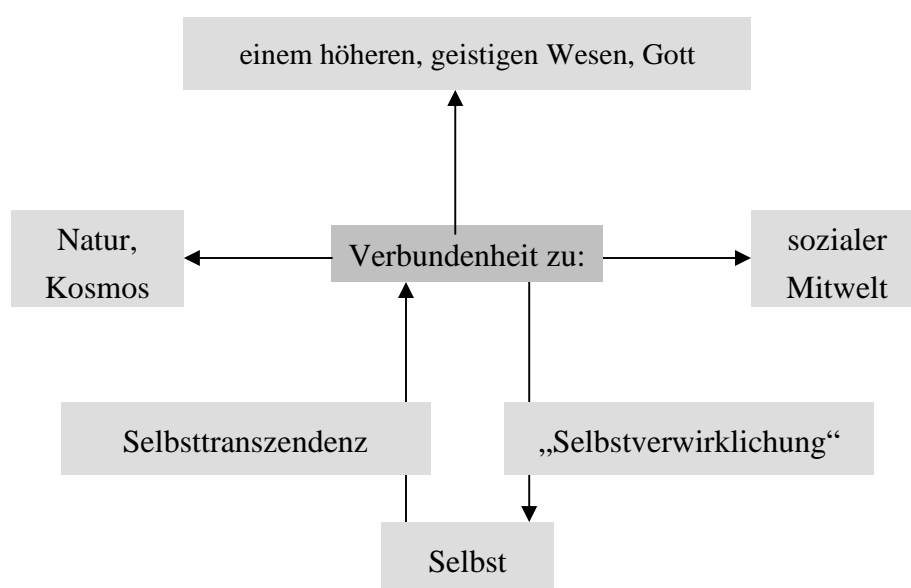 einem höheren, geistigen Wesen, Gott
Natur,
Kosmos
Verbundenheit zu:
sozialer
Mitwelt
Selbsttranszendenz
„Selbstverwirklichung“
Selbst